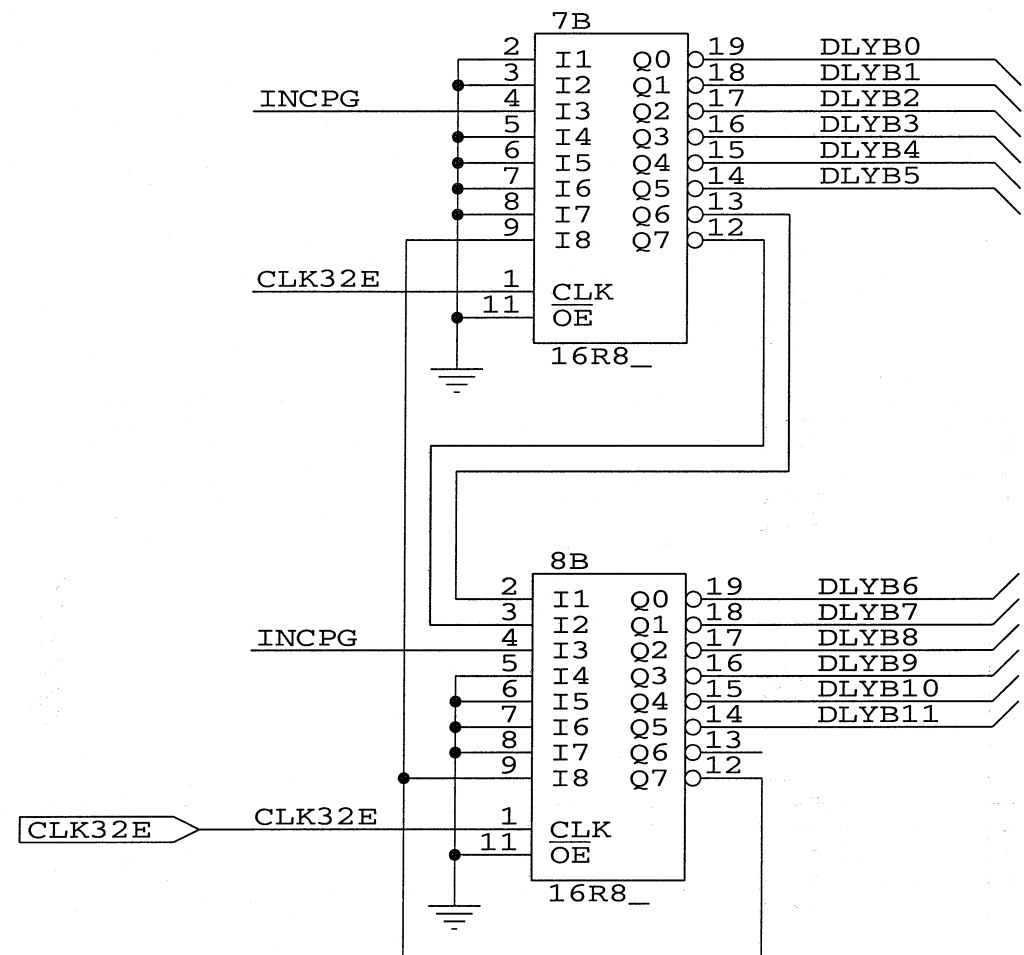 7B
2 I1 Q0 19 DLYB0
3 I2 Q1 18 DLYB1
INCPG 4 I3 Q2 17 DLYB2
5 I4 Q3 16 DLYB3
6 I5 Q4 15 DLYB4
7 I6 Q5 14 DLYB5
8 I7 Q6 13
9 I8 Q7 12
CLK32E 1 CLK
11 OE
16R8_
8B
2 I1 Q0 19 DLYB6
3 I2 Q1 18 DLYB7
INCPG 4 I3 Q2 17 DLYB8
5 I4 Q3 16 DLYB9
6 I5 Q4 15 DLYB10
7 I6 Q5 14 DLYB11
8 I7 Q6 13
9 I8 Q7 12
CLK32E CLK32E 1 CLK
11 OE
16R8_